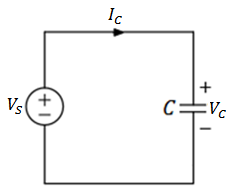 I_C
+
V_S + − C V_C
−